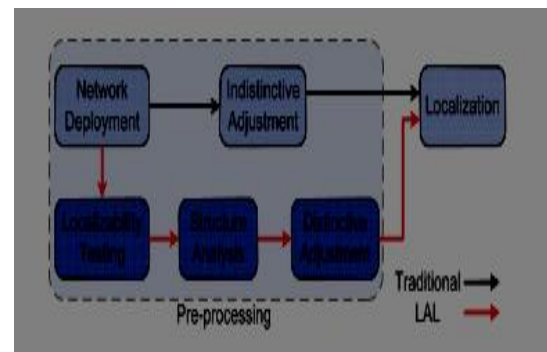 Network
Deployment
Indistinctive
Adjustment
Localization
Localizability
Testing
Structure
Analysis
Distinctive
Adjustment
Traditional
LAL
Pre-processing